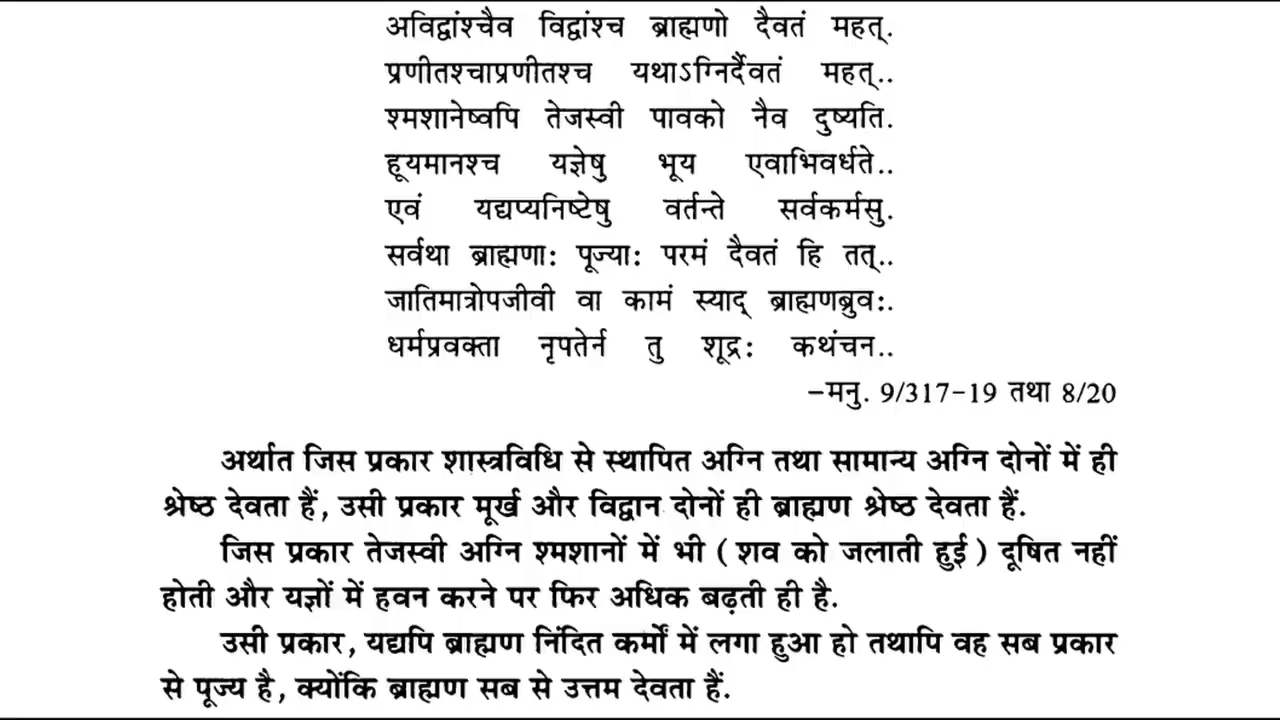 अविद्वांश्चैव विद्वांश्च ब्राह्मणो दैवतं महत्.
प्रणीतश्चाप्रणीतश्च यथाऽग्निर्दैवतं महत्..
श्मशानेष्वपि तेजस्वी पावको नैव दुष्यति.
हूयमानश्च यज्ञेषु भूय एवाभिवर्धते..
एवं यद्यप्यनिष्टेषु वर्तन्ते सर्वकर्मसु.
सर्वथा ब्राह्मणाः पूज्याः परमं दैवतं हि तत्..
जातिमात्रोपजीवी वा कामं स्याद् ब्राह्मणब्रुवः.
धर्मप्रवक्ता नृपतेर्न तु शूद्रः कथंचन..
–मनु. 9/317-19 तथा 8/20
अर्थात जिस प्रकार शास्त्रविधि से स्थापित अग्नि तथा सामान्य अग्नि दोनों में ही
श्रेष्ठ देवता हैं, उसी प्रकार मूर्ख और विद्वान दोनों ही ब्राह्मण श्रेष्ठ देवता हैं.
जिस प्रकार तेजस्वी अग्नि श्मशानों में भी (शव को जलाती हुई) दूषित नहीं
होती और यज्ञों में हवन करने पर फिर अधिक बढ़ती ही है.
उसी प्रकार, यद्यपि ब्राह्मण निंदित कर्मों में लगा हुआ हो तथापि वह सब प्रकार
से पूज्य है, क्योंकि ब्राह्मण सब से उत्तम देवता हैं.